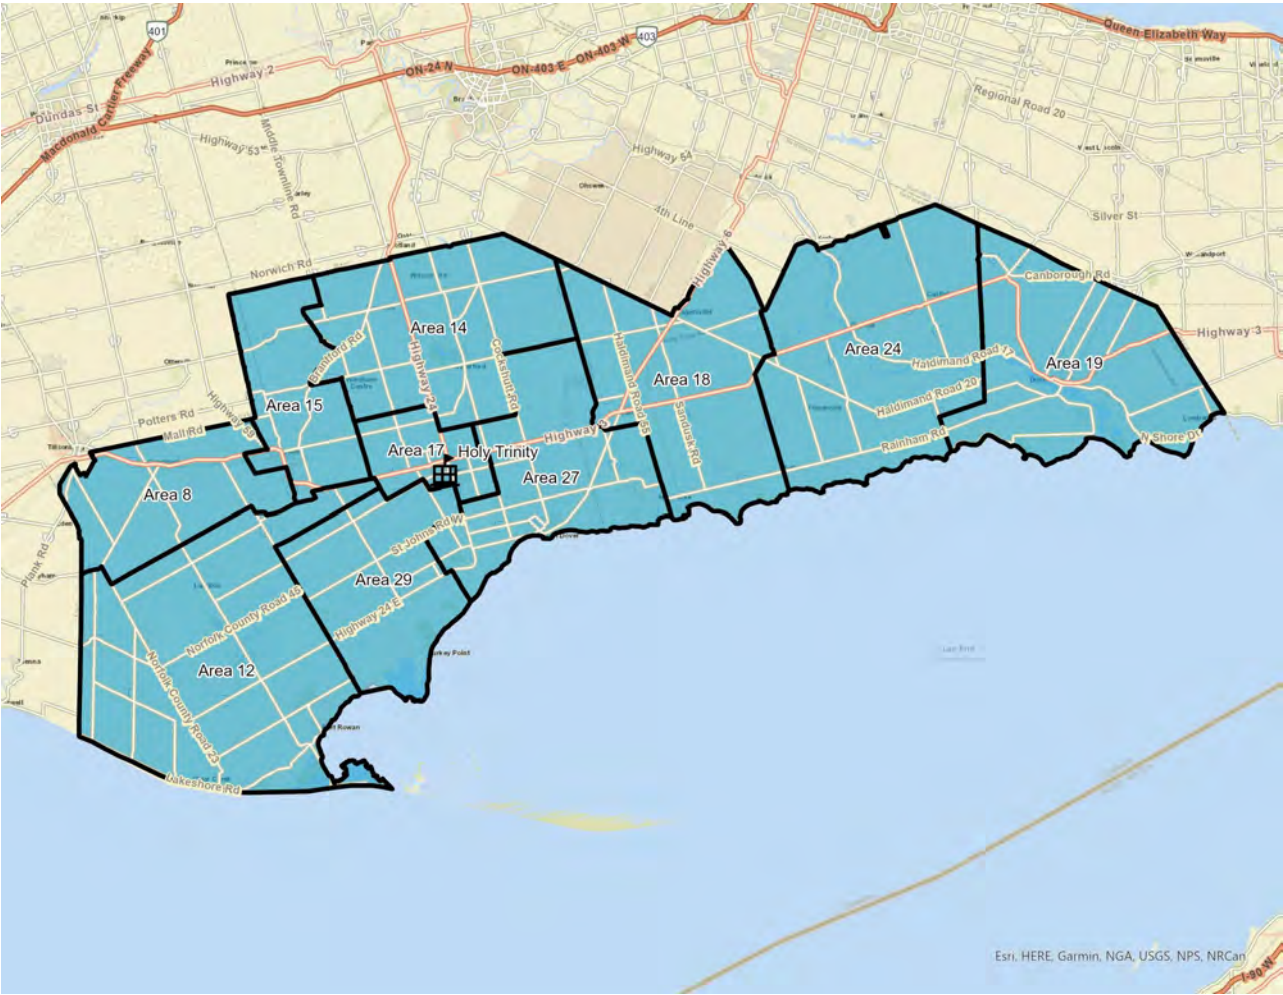 401
403
Queen Elizabeth Way
ON-403 W
ON-24 N
ON-403 E
Highway 2
Macdonald Cartier Freeway
Dundas St
Regional Road 20
Highway 53
Middle Townline Rd
Highway 54
4th Line
Silver St
Highway 6
Norwich Rd
Canborough Rd
Highway 3
Area 14
Brantford Rd
Highway 24
Cockshutt Rd
Haldimand Road 55
Area 18
Area 24
Haldimand Road 17
Area 19
Haldimand Road 20
Sandusk Rd
Area 15
Highway 59
Potters Rd
Mall Rd
Highway 3
Rainham Rd
N Shore Dr
Area 17
Holy Trinity
Area 27
Area 8
St Johns Rd W
Plank Rd
Area 29
Norfolk County Road 45
Highway 24 E
Area 12
Norfolk County Road 23
Lakeshore Rd
Esri, HERE, Garmin, NGA, USGS, NPS, NRCan
I-90 W